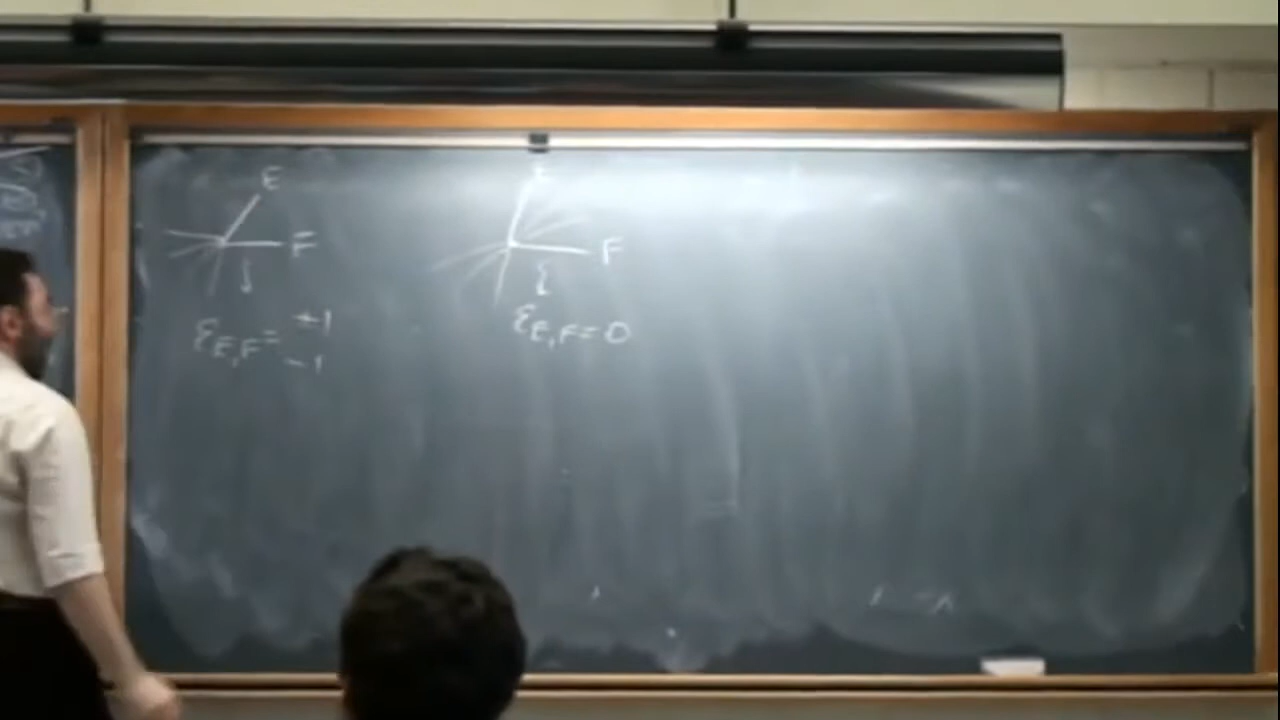 E
F
ε_{E,F} = +1
−1
E
F
ε_{E,F} = 0